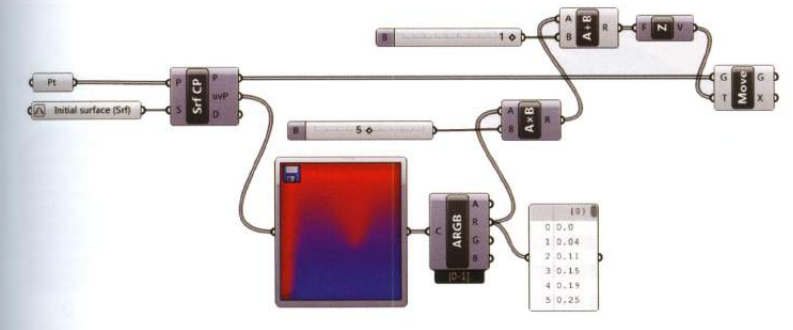 B 1
A B A+B R
F Z V
Pt
Initial surface (Srf)
P S Srf CP P uvP D
G T Move G X
B 5
A B A×B R
C ARGB A R G B
[0-1]
{0}
0 0.0
1 0.04
2 0.11
3 0.15
4 0.19
5 0.25